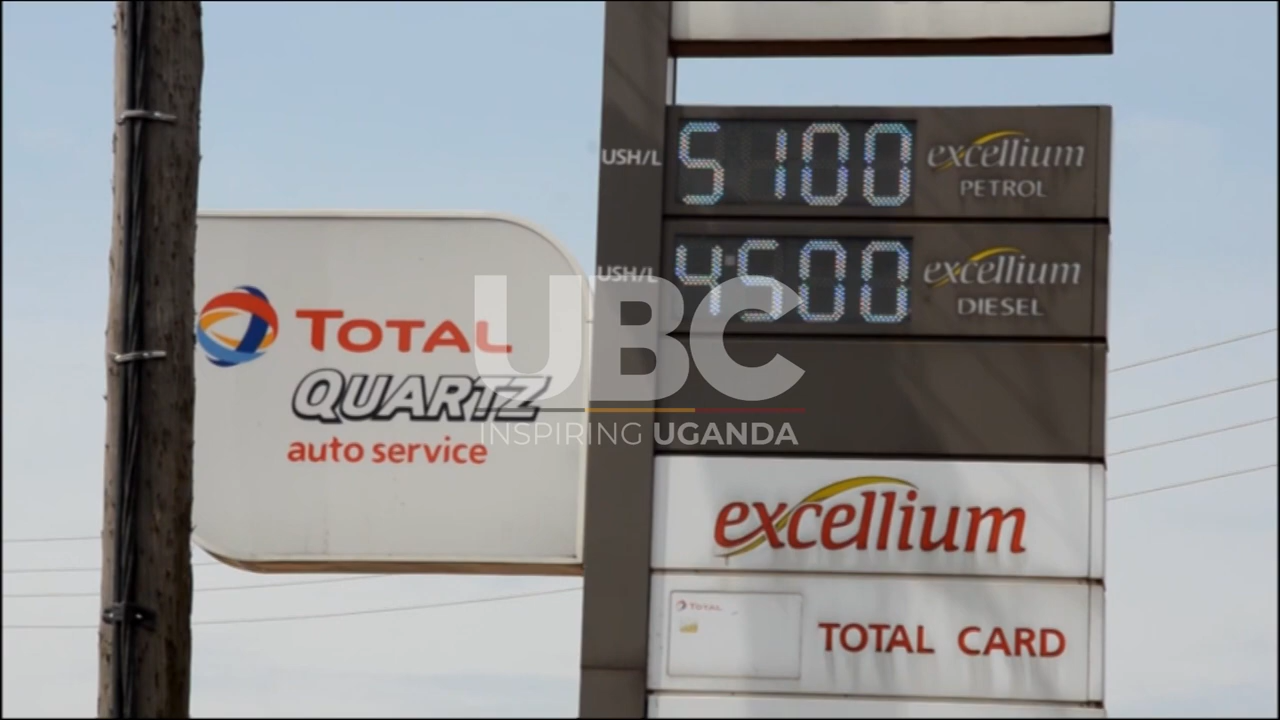 USH/L 5100 excellium
PETROL
USH/L 4500 excellium
DIESEL
TOTAL
QUARTZ
auto service
UBC
INSPIRING UGANDA
excellium
TOTAL
TOTAL CARD